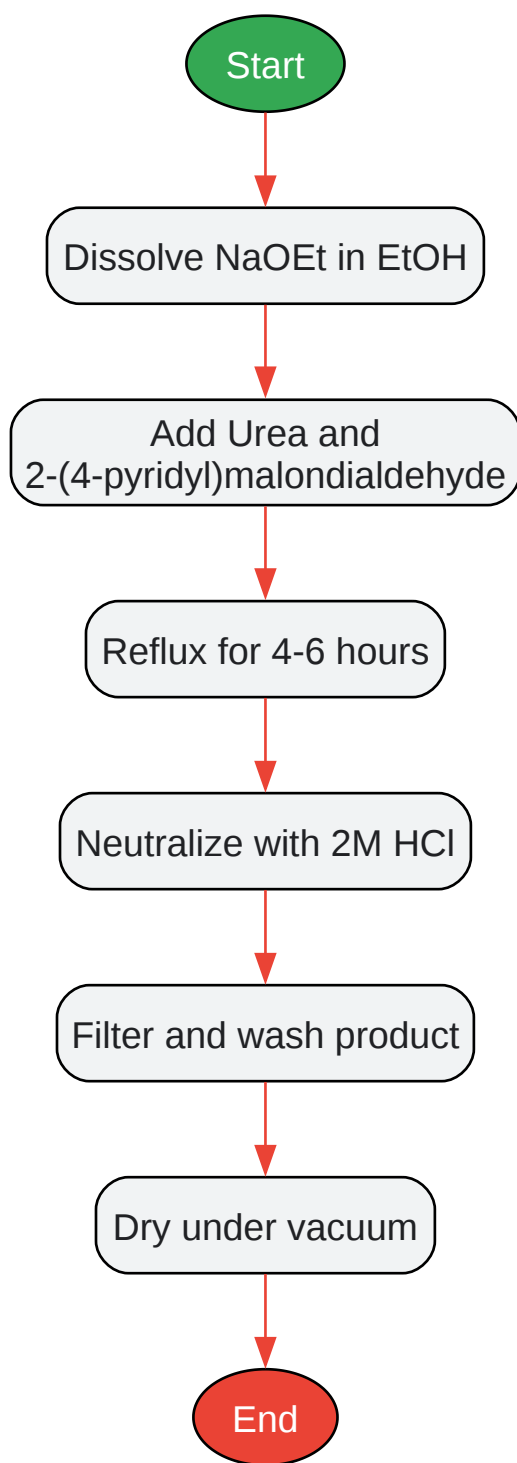 Start
Dissolve NaOEt in EtOH
Add Urea and
2-(4-pyridyl)malondialdehyde
Reflux for 4-6 hours
Neutralize with 2M HCl
Filter and wash product
Dry under vacuum
End